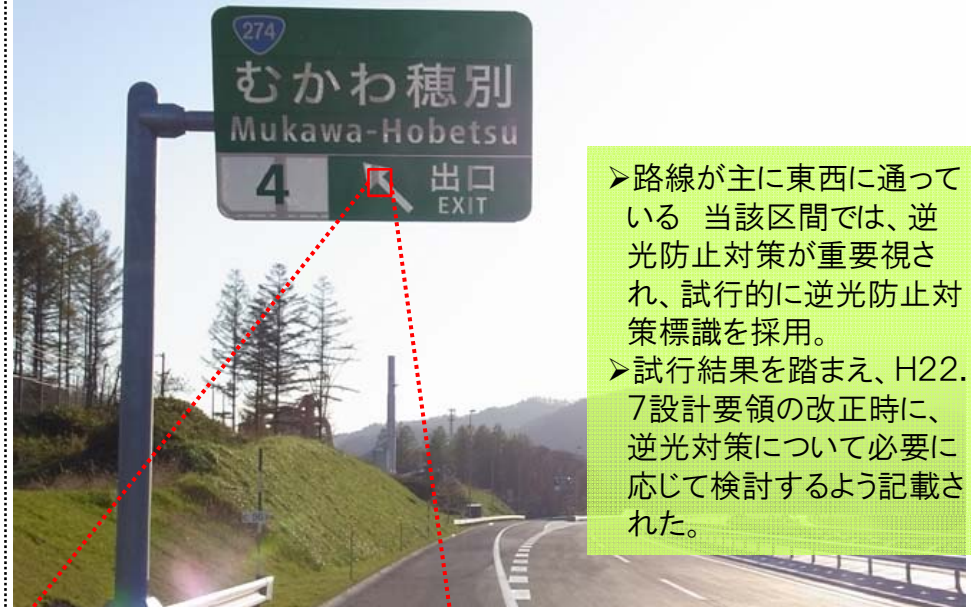 274
むかわ穂別
Mukawa-Hobetsu
4
出口
EXIT
➢路線が主に東西に通って
いる 当該区間では、逆
光防止対策が重要視さ
れ、試行的に逆光防止対
策標識を採用。
➢試行結果を踏まえ、H22.
7設計要領の改正時に、
逆光対策について必要に
応じて検討するよう記載さ
れた。